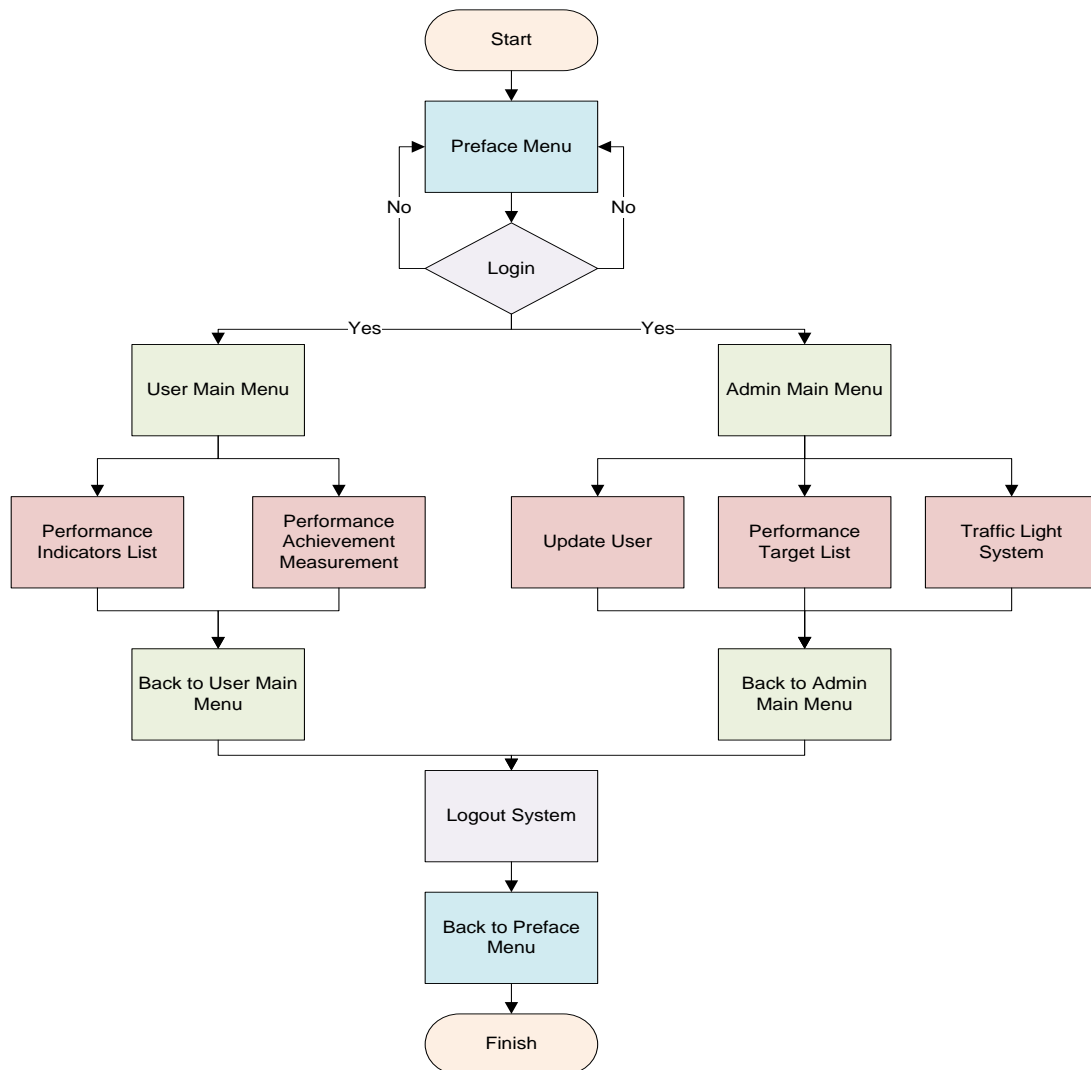 Start
Preface Menu
No
No
Login
Yes
Yes
User Main Menu
Admin Main Menu
Performance
Indicators List
Performance
Achievement
Measurement
Update User
Performance
Target List
Traffic Light
System
Back to User Main
Menu
Back to Admin
Main Menu
Logout System
Back to Preface
Menu
Finish